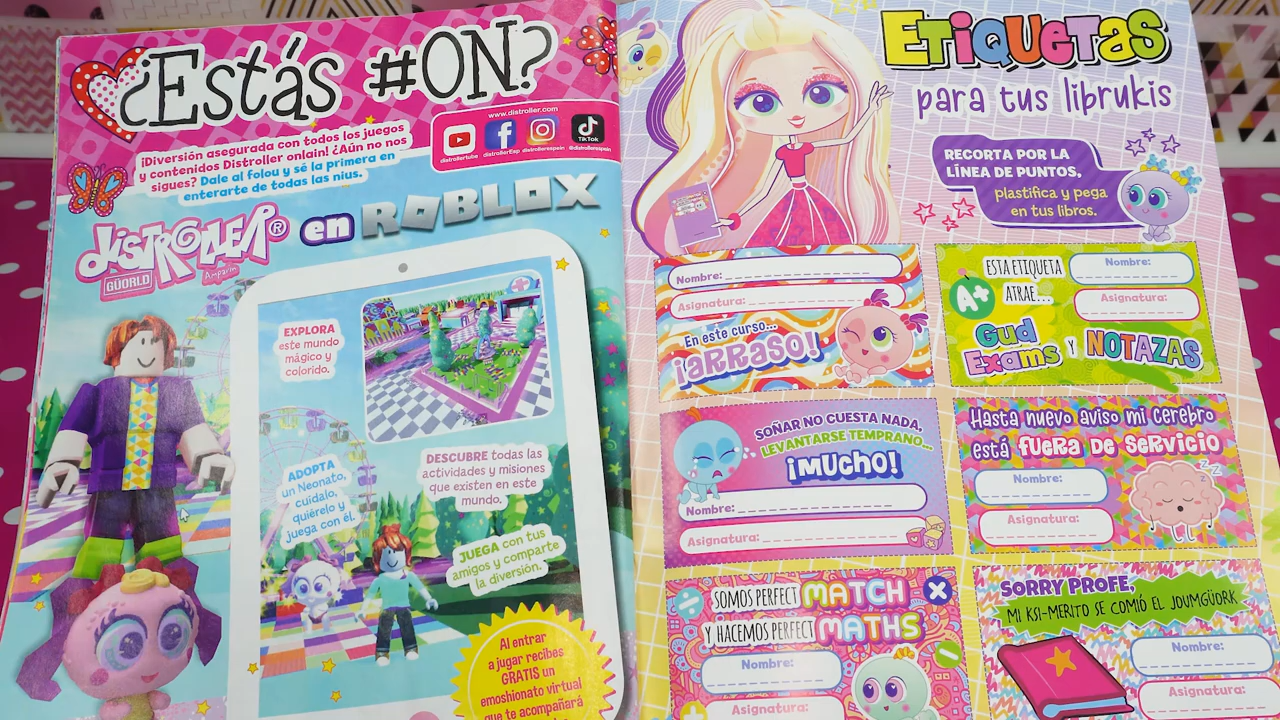 ¿Estás #ON?
¡Diversión asegurada con todos los juegos
y contenidos Distroller onlain! ¿Aún no nos
sigues? Dale al folou y sé la primera en
enterarte de todas las nius.
www.distroller.com
TikTok
distrollertube distrollerEsp distrolleresspain @distrollerespain
DISTROLLER® en ROBLOX
GÜORLD
Amparin
EXPLORA
este mundo
mágico y
colorido.
ADOPTA
un Neonato,
cuídalo,
quiérelo y
juega con él.
DESCUBRE todas las
actividades y misiones
que existen en este
mundo.
JUEGA con tus
amigos y comparte
la diversión.
Al entrar
a jugar recibes
GRATIS un
emoshionato virtual
que te acompañará
ETIQUETAS
para tus librukis
RECORTA POR LA
LÍNEA DE PUNTOS,
plastifica y pega
en tus libros.
Nombre:
Asignatura:
En este curso...
¡ARRASO!
ESTA ETIQUETA
ATRAE...
A+
Nombre:
Asignatura:
Gud
Exams Y NOTAZAS
SOÑAR NO CUESTA NADA,
LEVANTARSE TEMPRANO...
¡MUCHO!
Nombre:
Asignatura:
Hasta nuevo aviso mi cerebro
está FUERA DE SERVICIO
Nombre:
Asignatura:
Z Z Z
SOMOS PERFECT MATCH
Y HACEMOS PERFECT MATHS
Nombre:
Asignatura:
SORRY PROFE,
MI KSI-MERITO SE COMIÓ EL JOUMGÜORK
Nombre:
Asignatura: